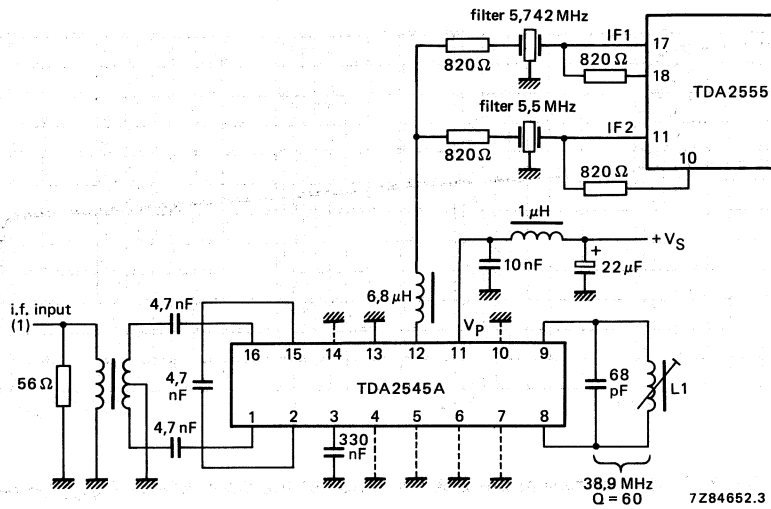 filter 5,742 MHz
IF1
17
820 Ω
820 Ω
18
TDA2555
filter 5,5 MHz
IF2
11
820 Ω
10
820 Ω
1 µH
+VS
+
10 nF
22 µF
6,8 µH
VP
i.f. input
(1)
4,7 nF
56 Ω
4,7
nF
16 15 14 13 12 11 10 9
TDA2545A
1 2 3 4 5 6 7 8
4,7 nF
330
nF
68
pF
L1
38,9 MHz
Q = 60
7Z84652.3